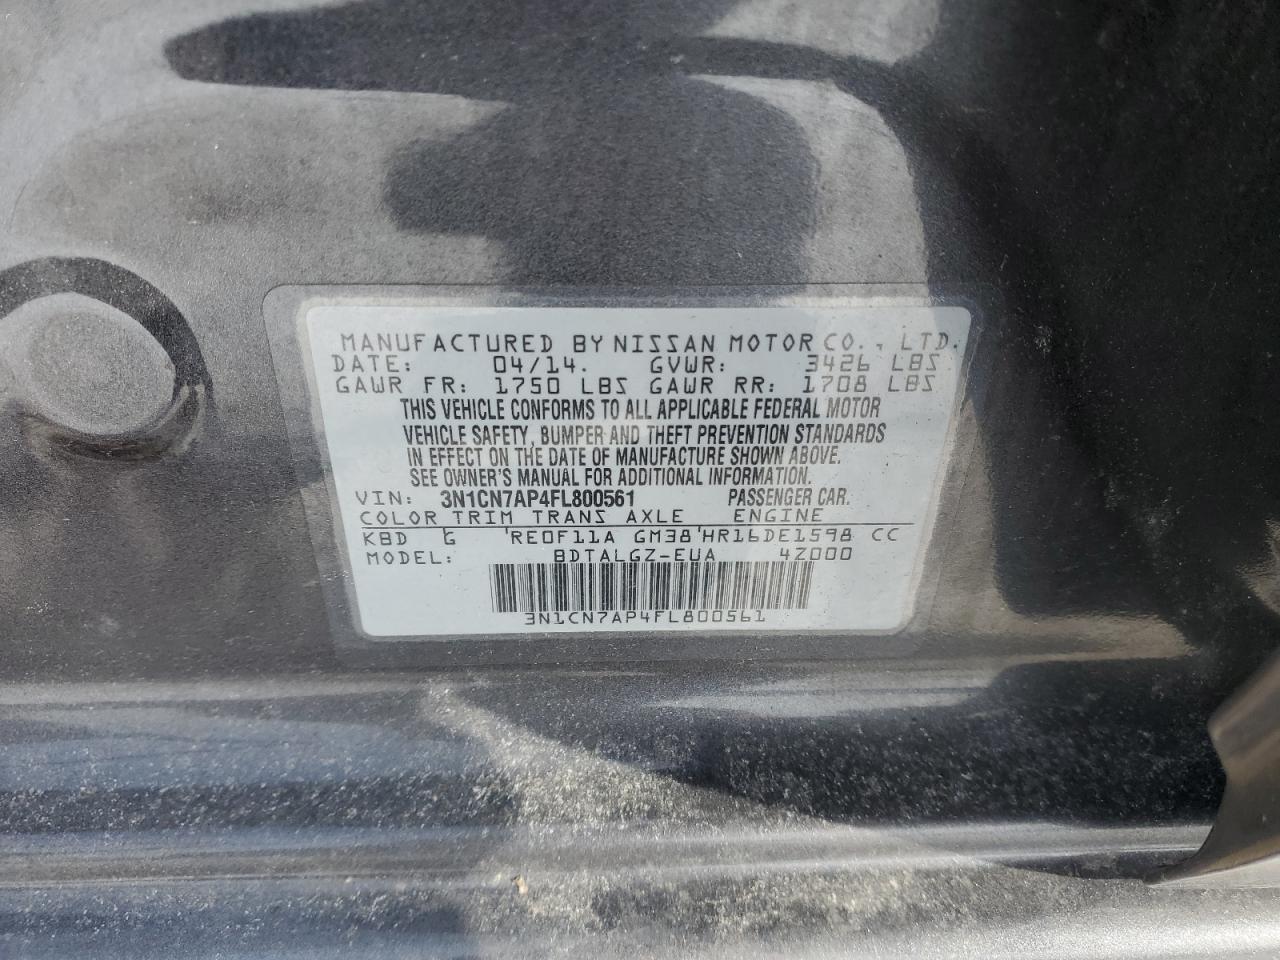 MANUFACTURED BY NISSAN MOTOR CO., LTD.
DATE: 04/14. GVWR: 3426 LBS
GAWR FR: 1750 LBS GAWR RR: 1708 LBS
THIS VEHICLE CONFORMS TO ALL APPLICABLE FEDERAL MOTOR
VEHICLE SAFETY, BUMPER AND THEFT PREVENTION STANDARDS
IN EFFECT ON THE DATE OF MANUFACTURE SHOWN ABOVE.
SEE OWNER'S MANUAL FOR ADDITIONAL INFORMATION.
VIN: 3N1CN7AP4FL800561 PASSENGER CAR.
COLOR TRIM TRANS AXLE ENGINE
KBD G 'RE0F11A GM38'HR16DE1598 CC
MODEL: BDTALGZ-EUA 4Z000
3N1CN7AP4FL800561